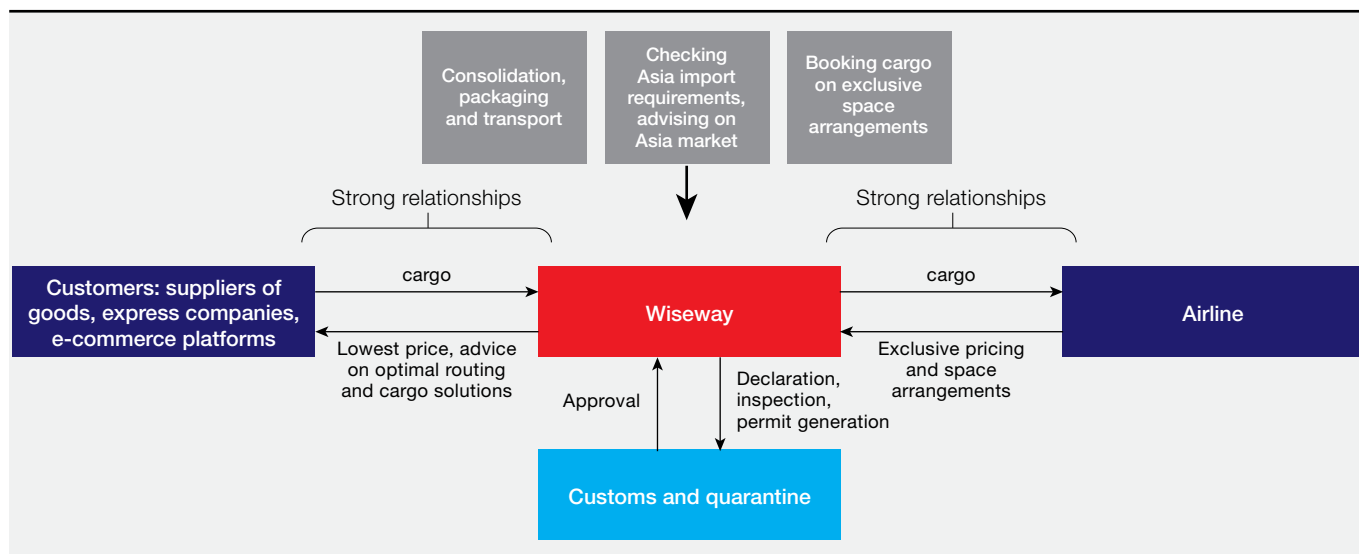 Consolidation,
packaging
and transport
Checking
Asia import
requirements,
advising on
Asia market
Booking cargo
on exclusive
space
arrangements
Strong relationships
Strong relationships
Customers: suppliers of
goods, express companies,
e-commerce platforms
cargo
Lowest price, advice
on optimal routing
and cargo solutions
Wiseway
cargo
Exclusive pricing
and space
arrangements
Airline
Approval
Declaration,
inspection,
permit generation
Customs and quarantine